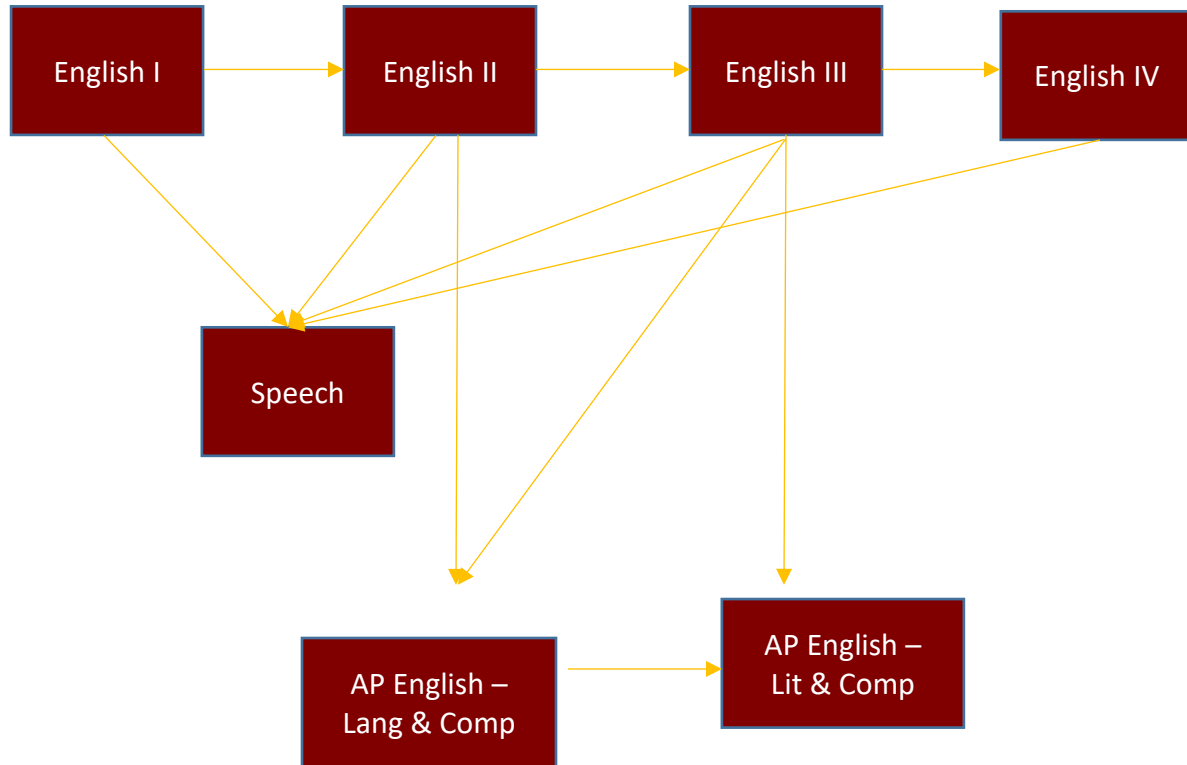 English I
English II
English III
English IV
Speech
AP English –
Lang & Comp
AP English –
Lit & Comp